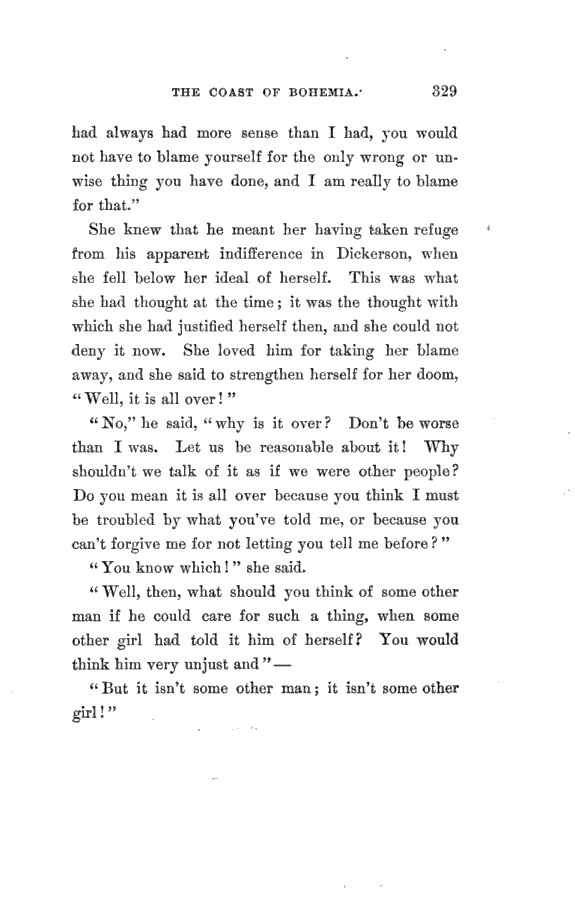 THE COAST OF BOHEMIA. 329
had always had more sense than I had, you would
not have to blame yourself for the only wrong or un-
wise thing you have done, and I am really to blame
for that."
She knew that he meant her having taken refuge
from his apparent indifference in Dickerson, when
she fell below her ideal of herself. This was what
she had thought at the time; it was the thought with
which she had justified herself then, and she could not
deny it now. She loved him for taking her blame
away, and she said to strengthen herself for her doom,
"Well, it is all over!"
"No," he said, "why is it over? Don't be worse
than I was. Let us be reasonable about it! Why
shouldn't we talk of it as if we were other people?
Do you mean it is all over because you think I must
be troubled by what you've told me, or because you
can't forgive me for not letting you tell me before?"
"You know which!" she said.
"Well, then, what should you think of some other
man if he could care for such a thing, when some
other girl had told it him of herself? You would
think him very unjust and"—
"But it isn't some other man; it isn't some other
girl!"